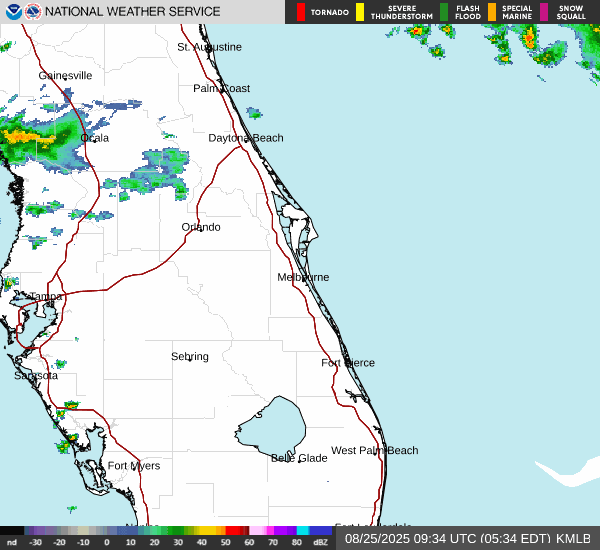 NATIONAL WEATHER SERVICE
TORNADO
SEVERE THUNDERSTORM
FLASH FLOOD
SPECIAL MARINE
SNOW SQUALL
St. Augustine
Gainesville
Palm Coast
Ocala
Daytona Beach
Orlando
Melbourne
Tampa
Sebring
Fort Pierce
Sarasota
West Palm Beach
Belle Glade
Fort Myers
nd -30 -20 -10 0 10 20 30 40 50 60 70 80 dBZ
08/25/2025 09:34 UTC (05:34 EDT) KMLB